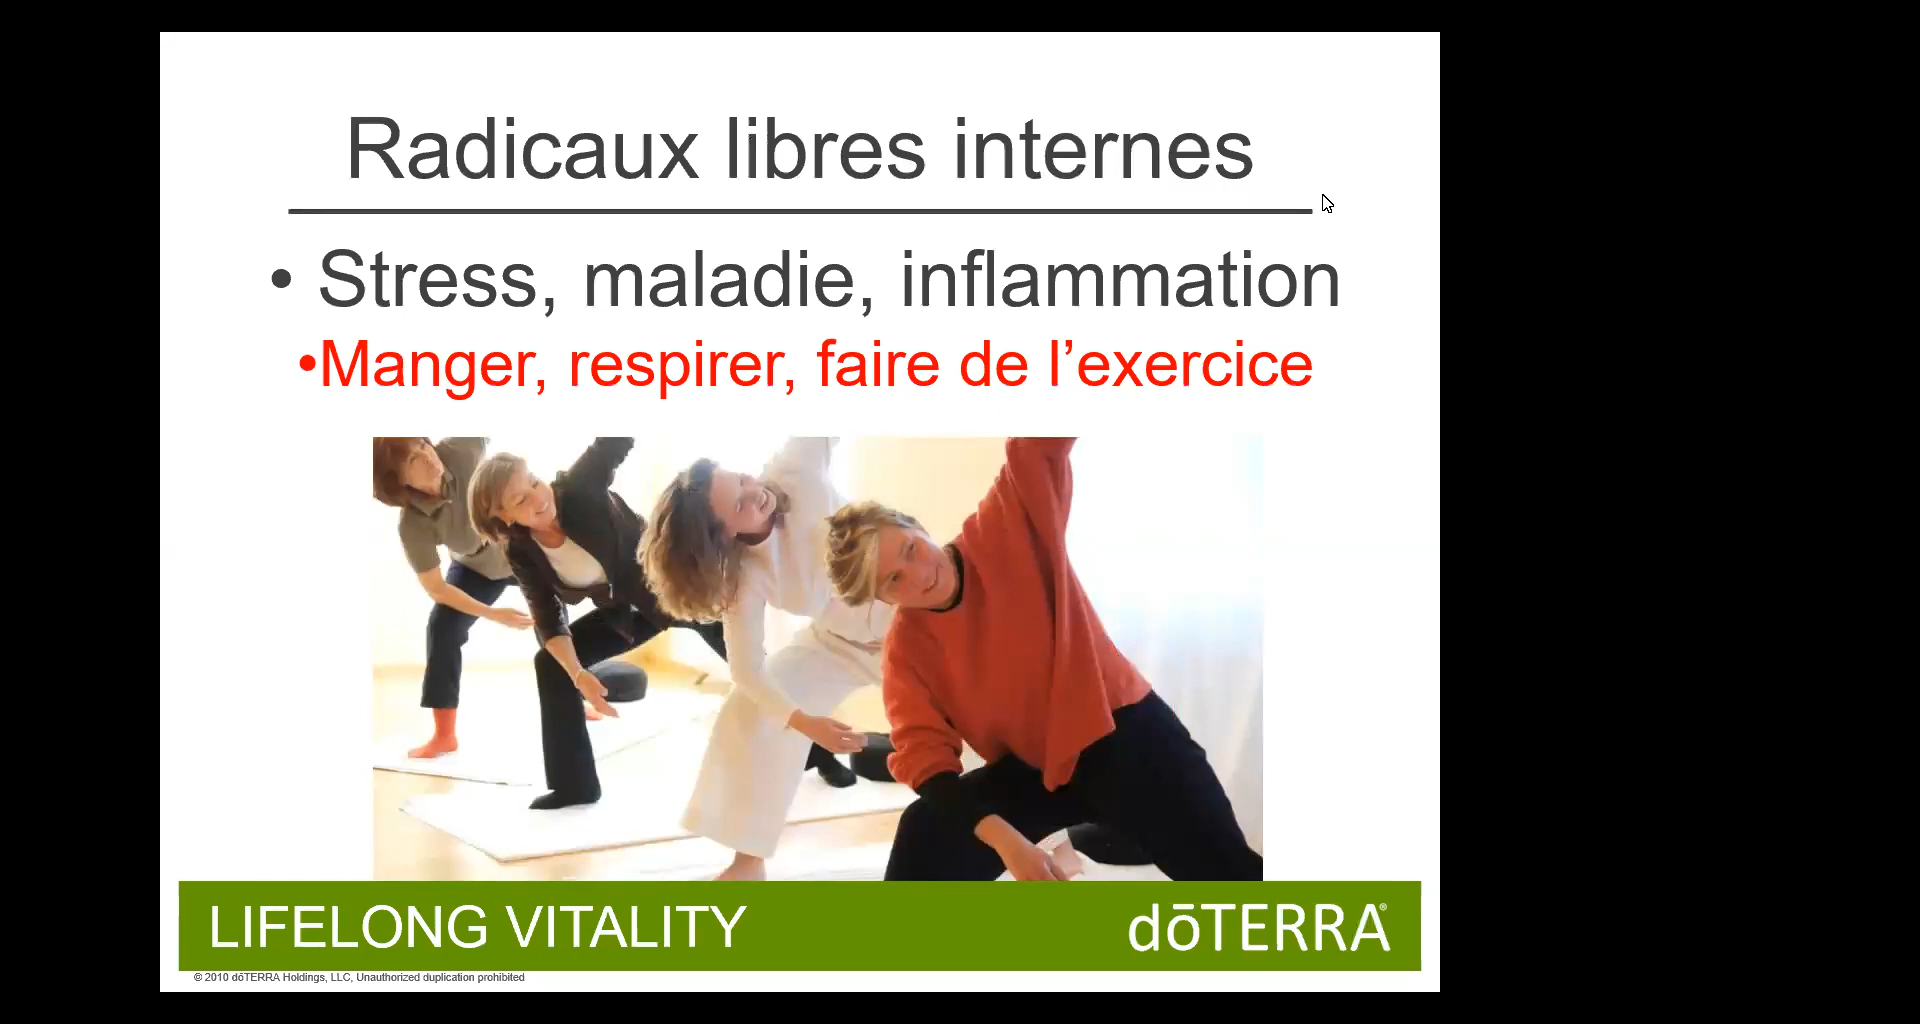 Radicaux libres internes
• Stress, maladie, inflammation
•Manger, respirer, faire de l’exercice
LIFELONG VITALITY
dōTERRA®
© 2010 dōTERRA Holdings, LLC, Unauthorized duplication prohibited